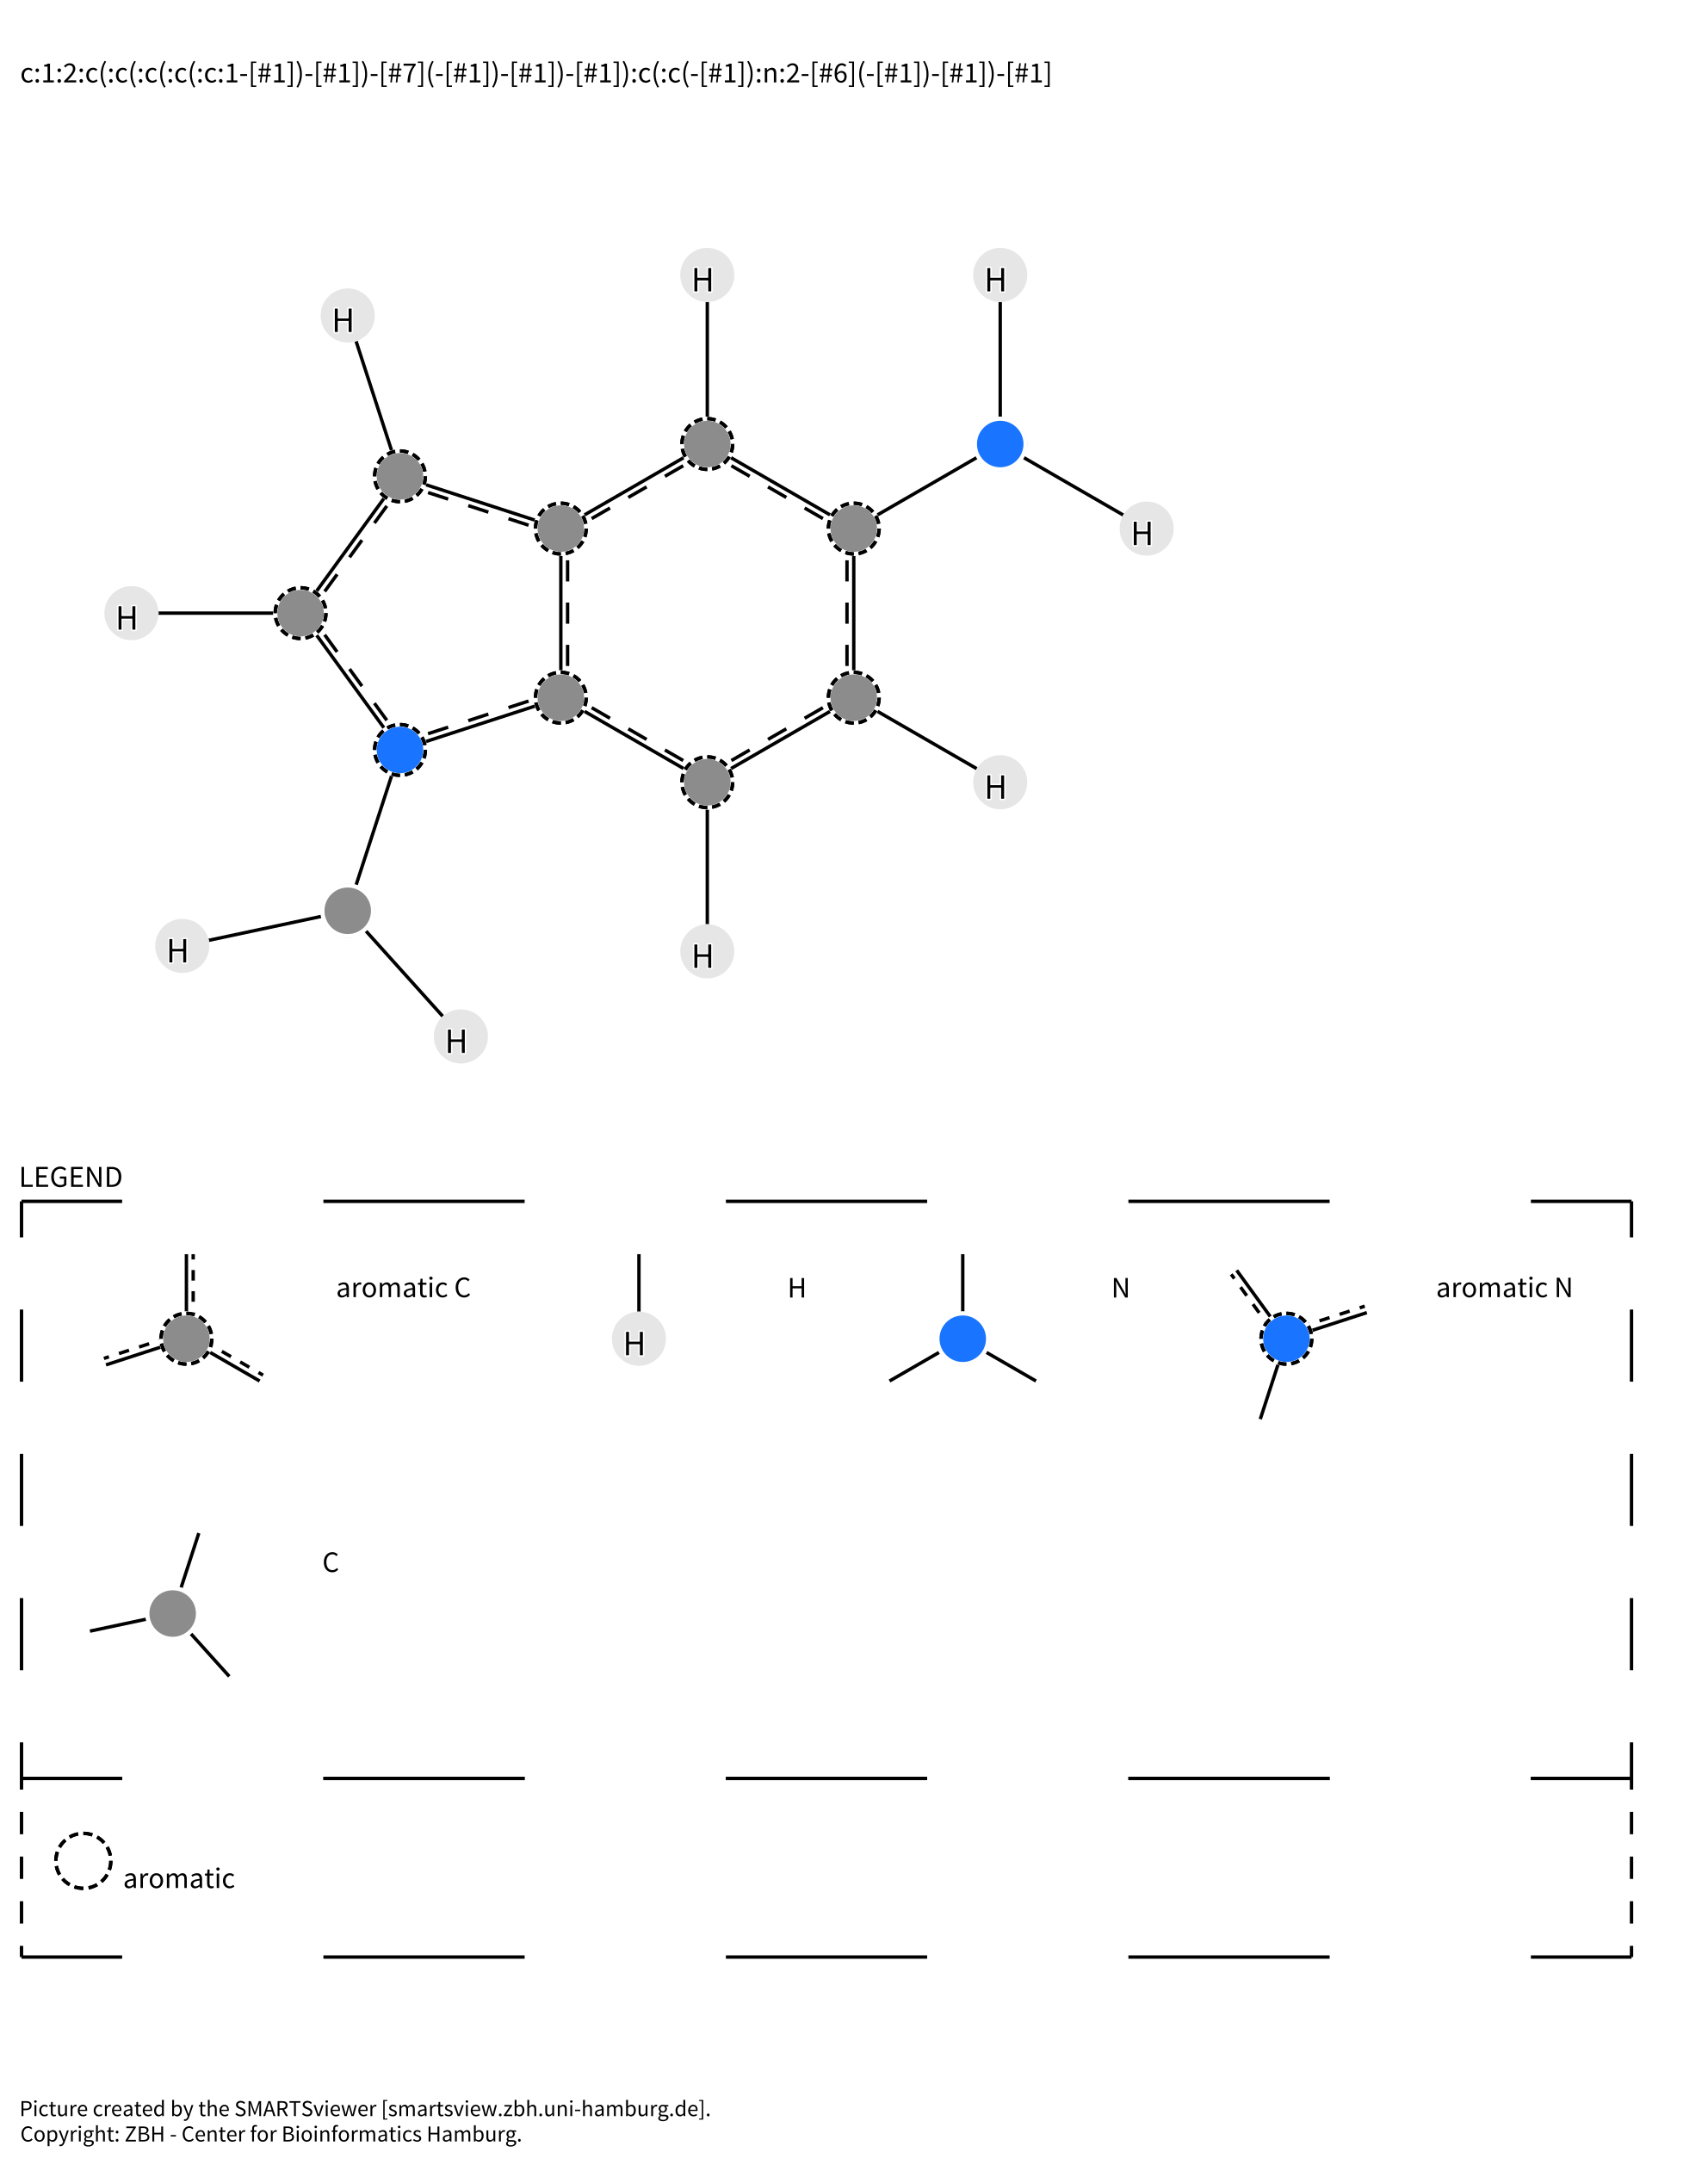 c:1:2:c(:c(:c(:c(:c:1-[#1])-[#1])-[#7](-[#1])-[#1])-[#1]):c(:c(-[#1]):n:2-[#6](-[#1])-[#1])-[#1]
H H
H
H
H
H
H
H
H
LEGEND
aromatic C H H N aromatic N
C
aromatic
Picture created by the SMARTSviewer [smartsview.zbh.uni-hamburg.de].
Copyright: ZBH - Center for Bioinformatics Hamburg.